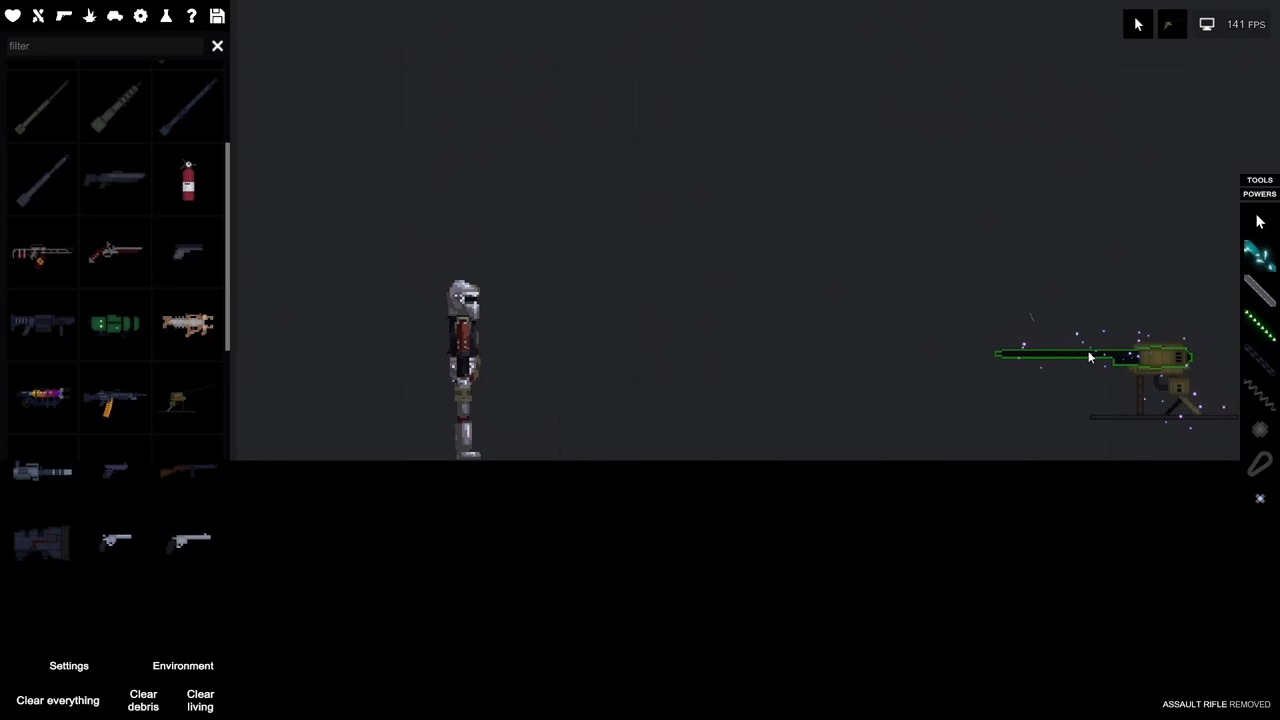 filter
141 FPS
TOOLS
POWERS
Settings
Environment
Clear everything
Clear
debris
Clear
living
ASSAULT RIFLE REMOVED